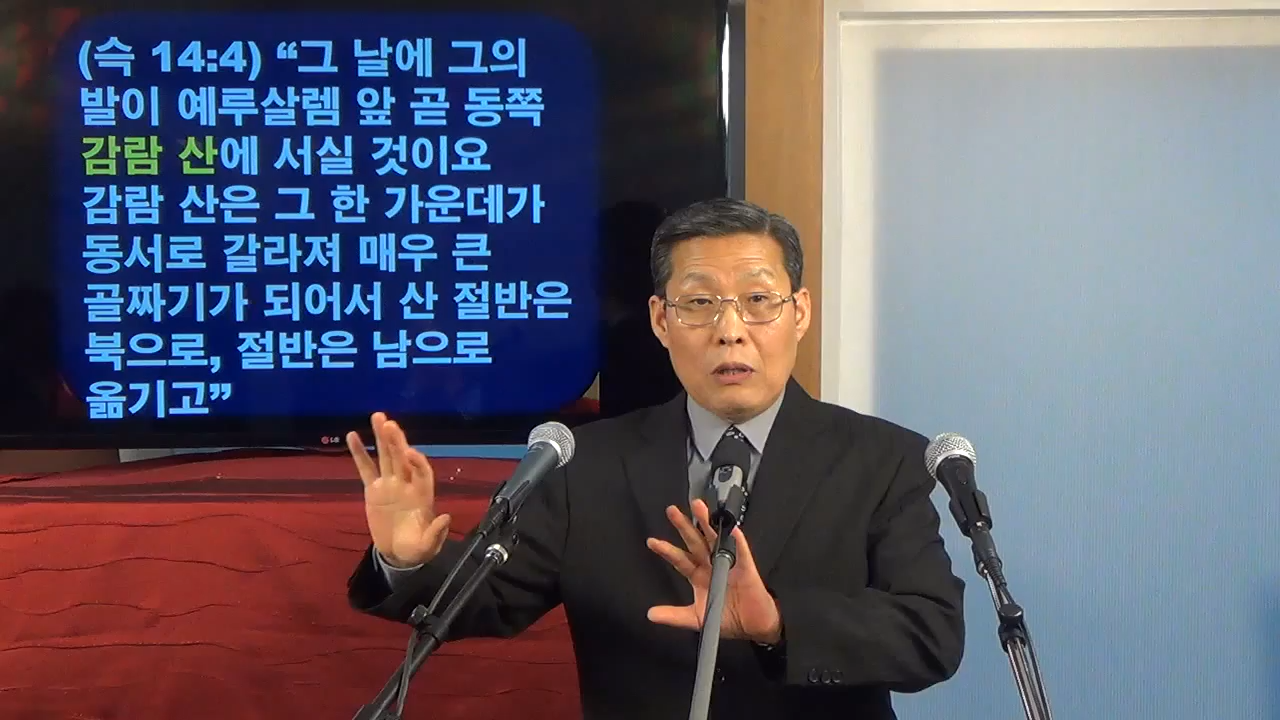 (슥 14:4) “그 날에 그의
발이 예루살렘 앞 곧 동쪽
감람 산에 서실 것이요
감람 산은 그 한 가운데가
동서로 갈라져 매우 큰
골짜기가 되어서 산 절반은
북으로, 절반은 남으로
옮기고”
LG